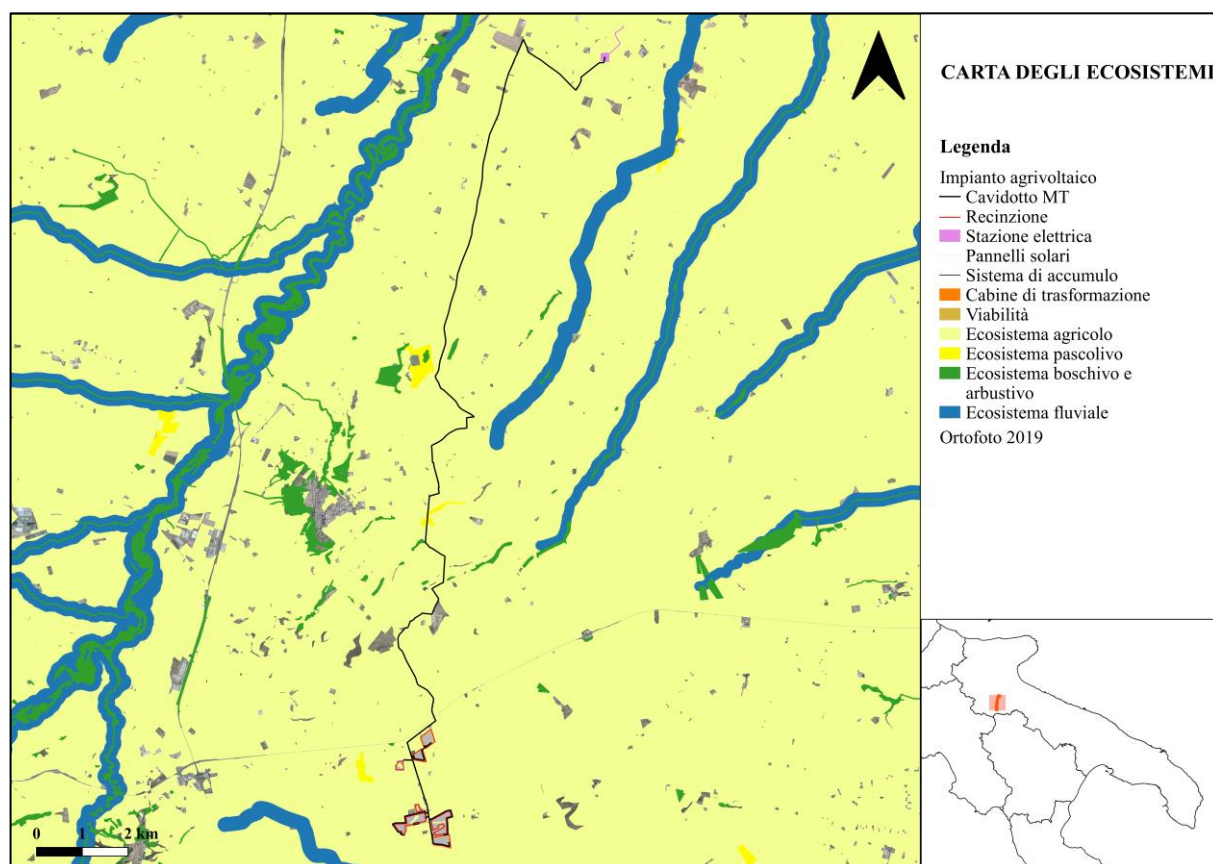 CARTA DEGLI ECOSISTEMI
Legenda
Impianto agrivoltaico
Cavidotto MT
Recinzione
Stazione elettrica
Pannelli solari
Sistema di accumulo
Cabine di trasformazione
Viabilità
Ecosistema agricolo
Ecosistema pascolivo
Ecosistema boschivo e
arbustivo
Ecosistema fluviale
Ortofoto 2019
0 1 2 km